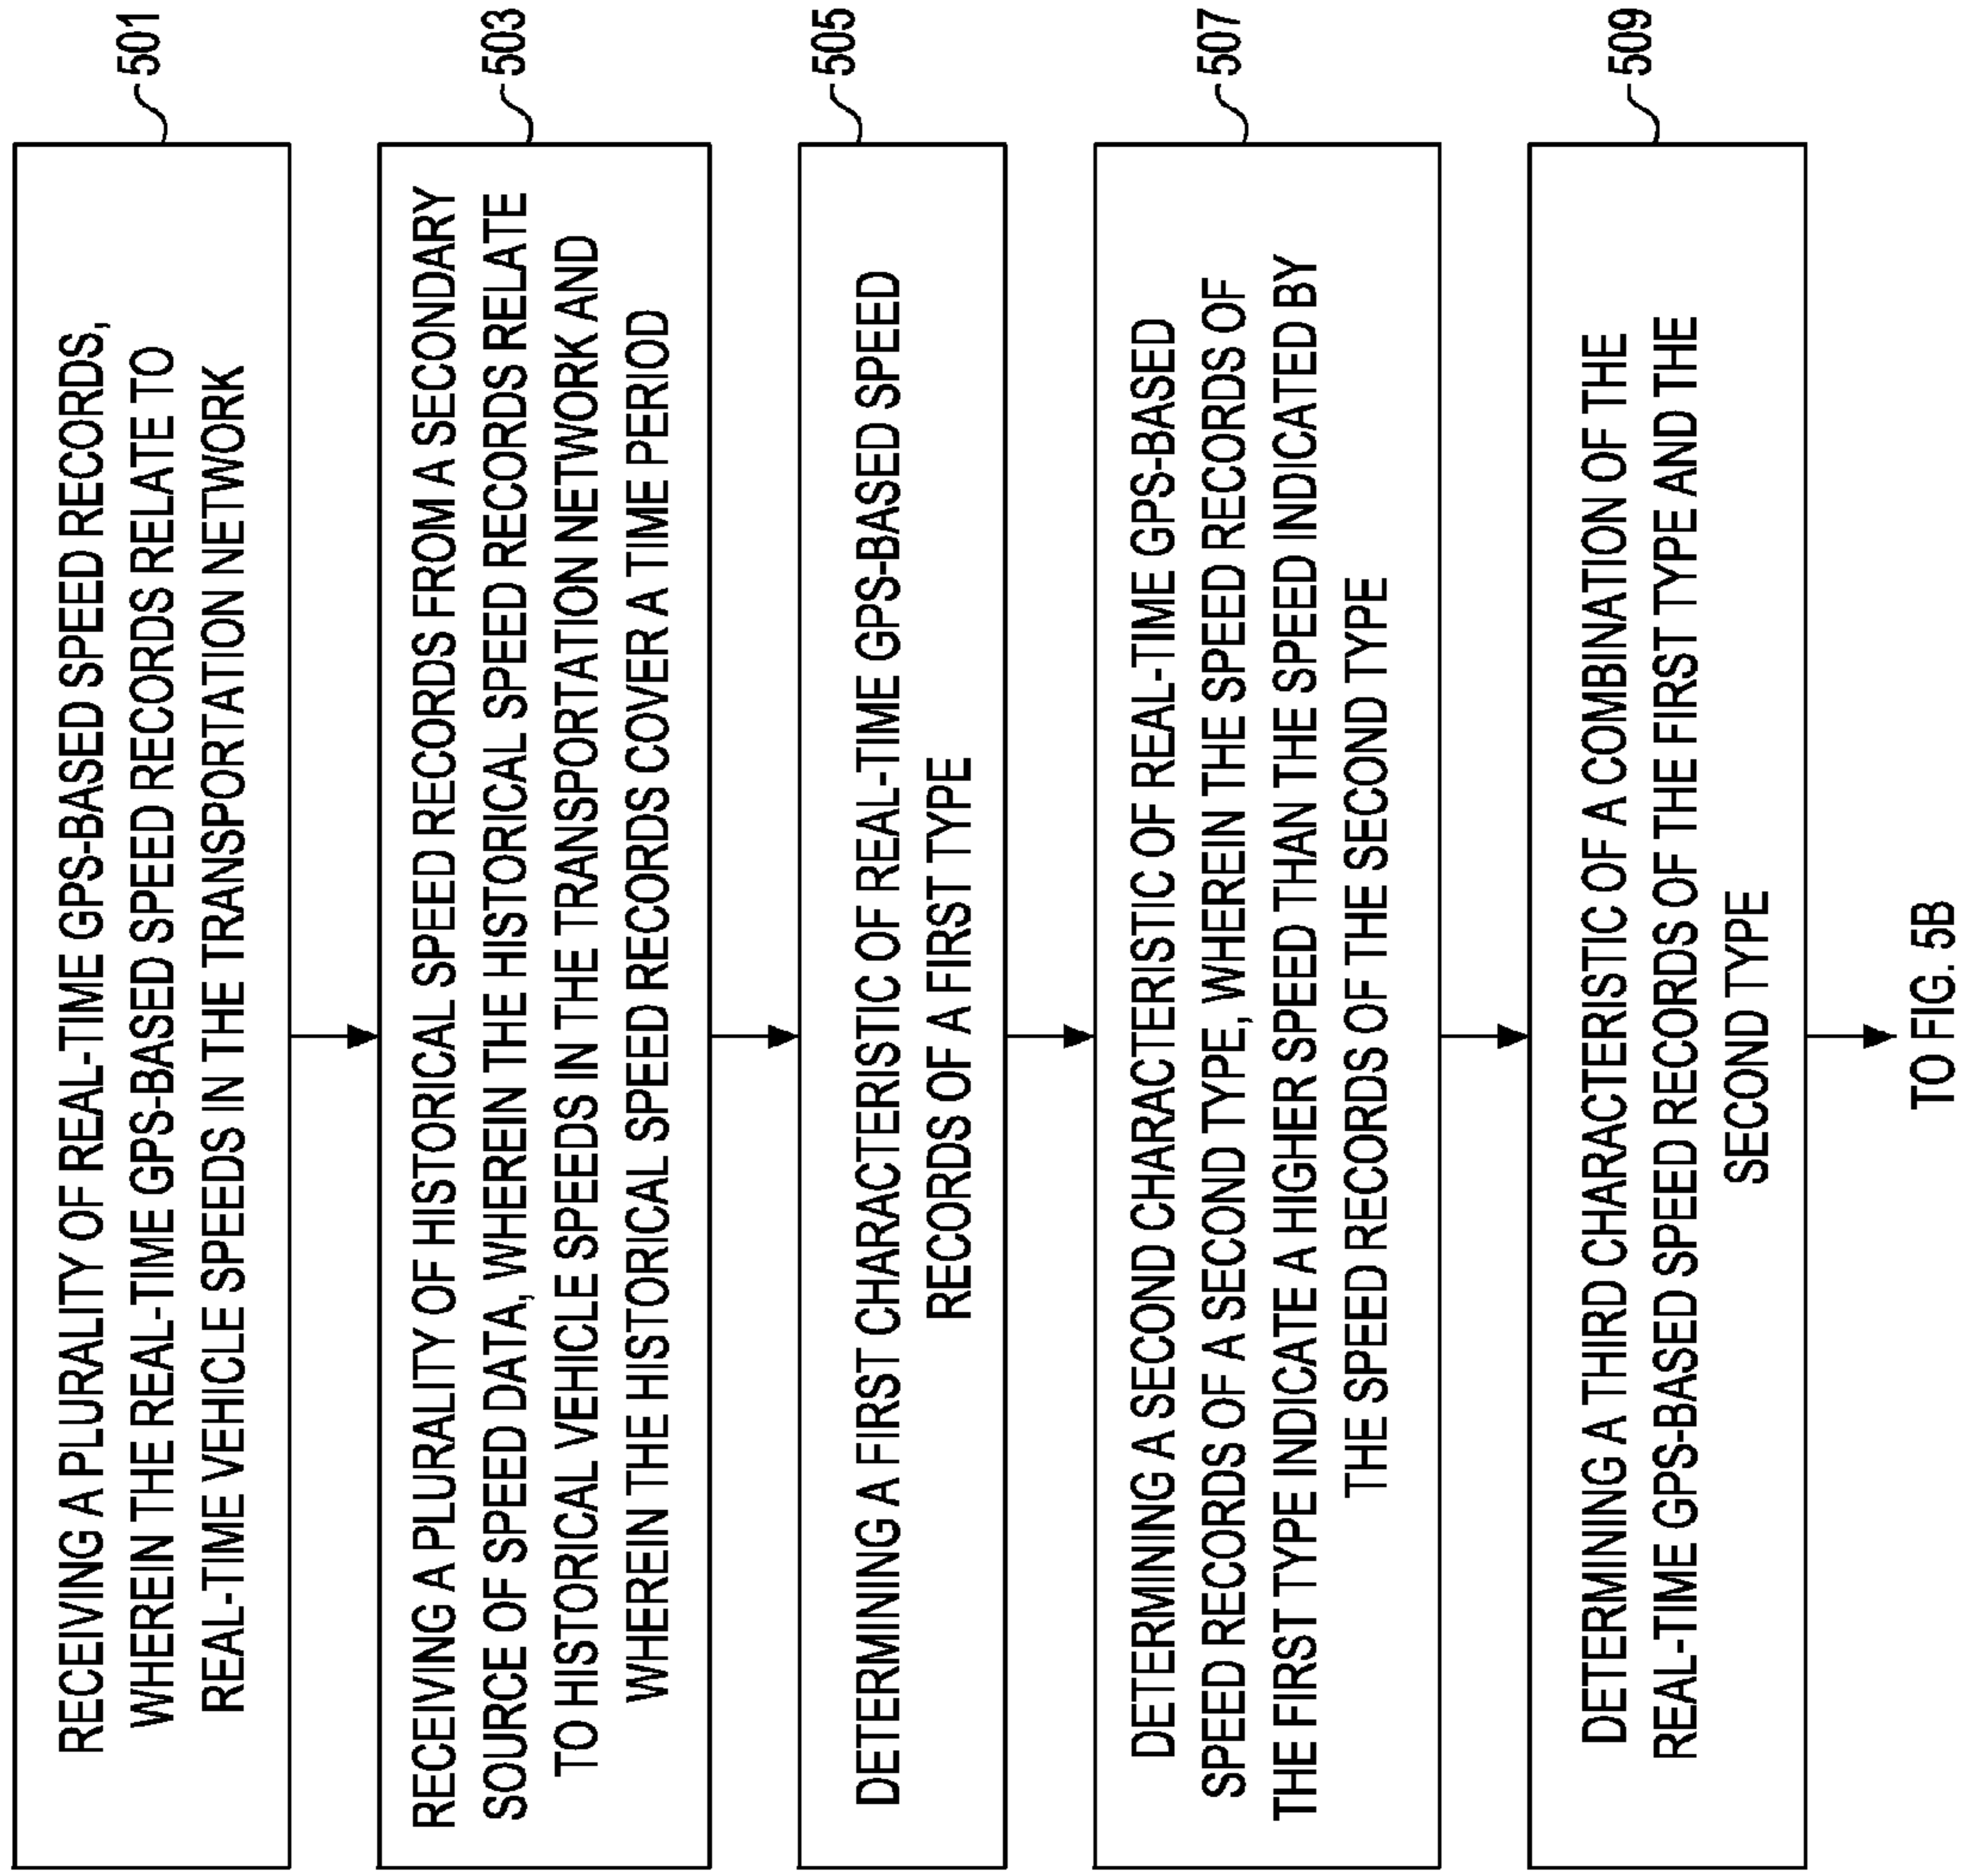 RECEIVING A PLURALITY OF REAL-TIME GPS-BASED SPEED RECORDS,
WHEREIN THE REAL-TIME GPS-BASED SPEED RECORDS RELATE TO
REAL-TIME VEHICLE SPEEDS IN THE TRANSPORTATION NETWORK
501
RECEIVING A PLURALITY OF HISTORICAL SPEED RECORDS FROM A SECONDARY
SOURCE OF SPEED DATA, WHEREIN THE HISTORICAL SPEED RECORDS RELATE
TO HISTORICAL VEHICLE SPEEDS IN THE TRANSPORTATION NETWORK AND
WHEREIN THE HISTORICAL SPEED RECORDS COVER A TIME PERIOD
503
DETERMINING A FIRST CHARACTERISTIC OF REAL-TIME GPS-BASED SPEED
RECORDS OF A FIRST TYPE
505
DETERMINING A SECOND CHARACTERISTIC OF REAL-TIME GPS-BASED
SPEED RECORDS OF A SECOND TYPE, WHEREIN THE SPEED RECORDS OF
THE FIRST TYPE INDICATE A HIGHER SPEED THAN THE SPEED INDICATED BY
THE SPEED RECORDS OF THE SECOND TYPE
507
DETERMINING A THIRD CHARACTERISTIC OF A COMBINATION OF THE
REAL-TIME GPS-BASED SPEED RECORDS OF THE FIRST TYPE AND THE
SECOND TYPE
509
TO FIG. 5B